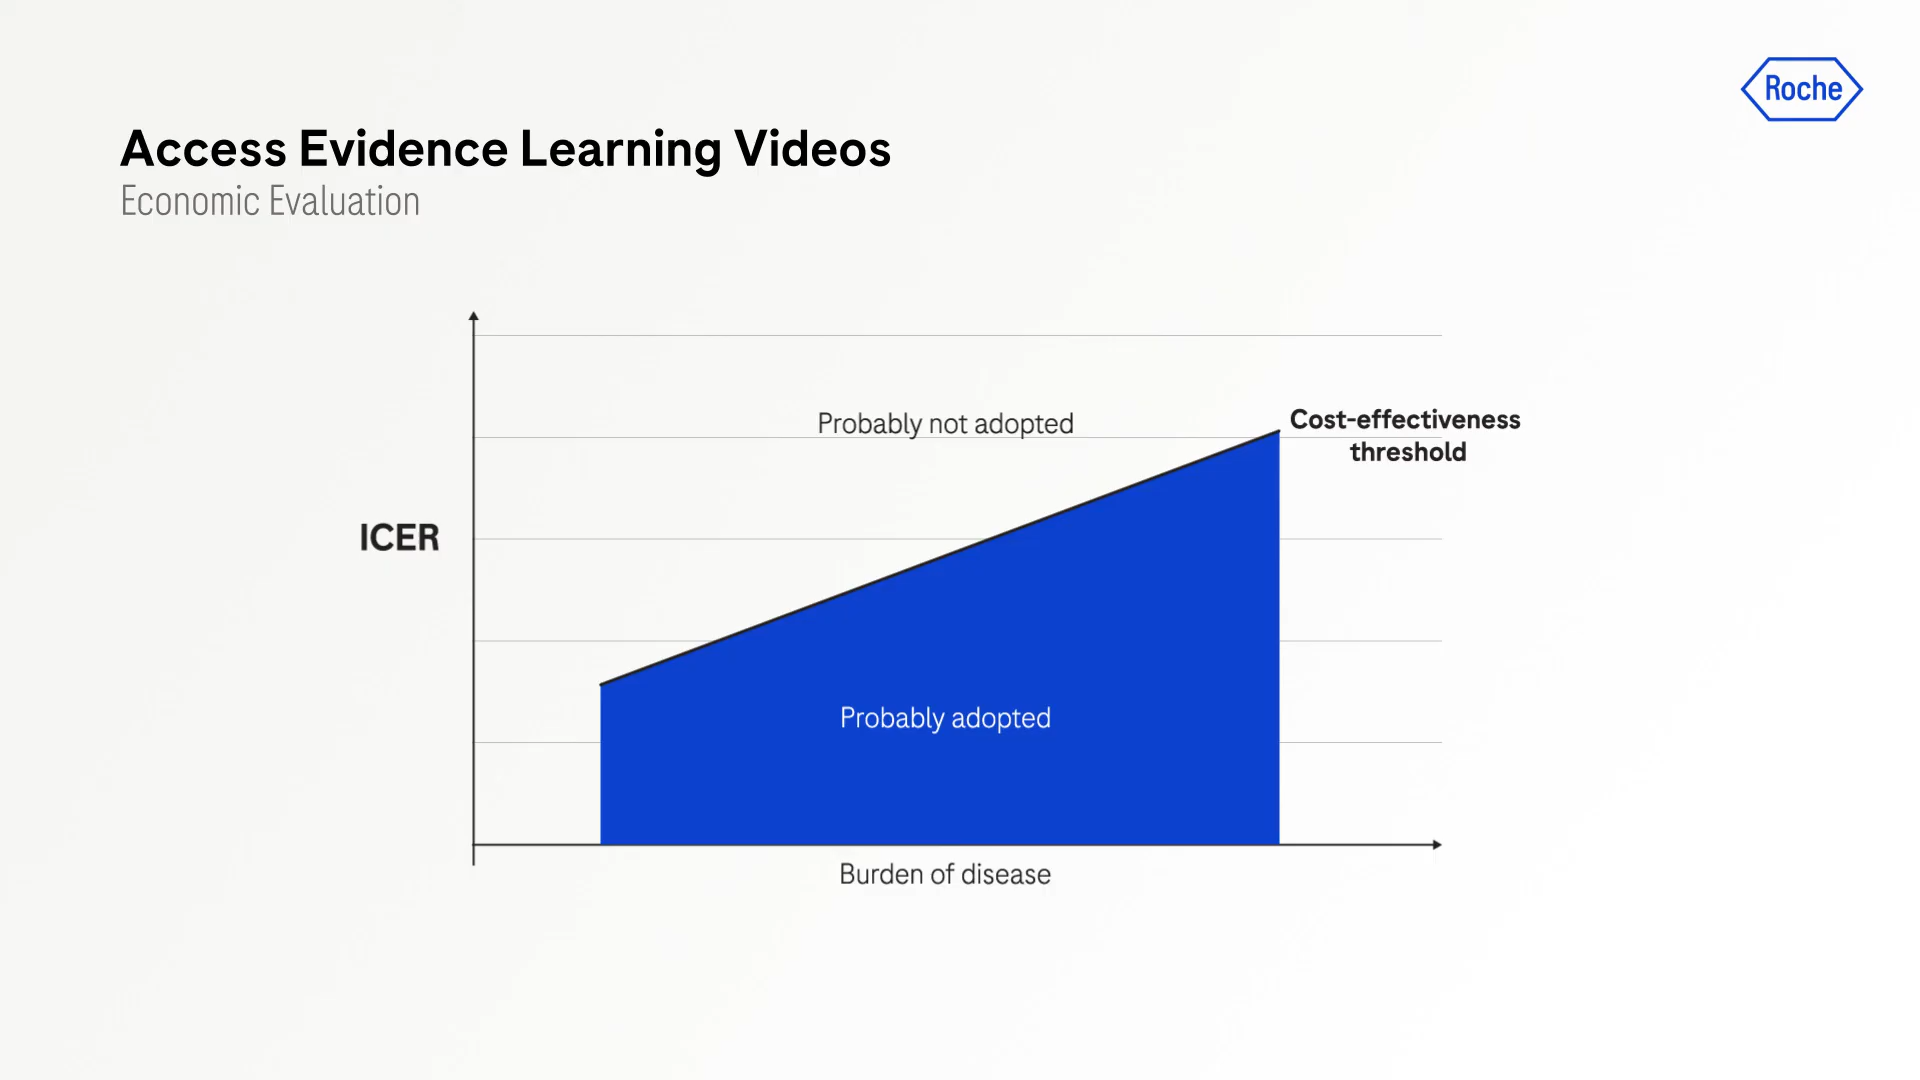 Roche
Access Evidence Learning Videos
Economic Evaluation
Probably not adopted
Cost-effectiveness
threshold
ICER
Probably adopted
Burden of disease